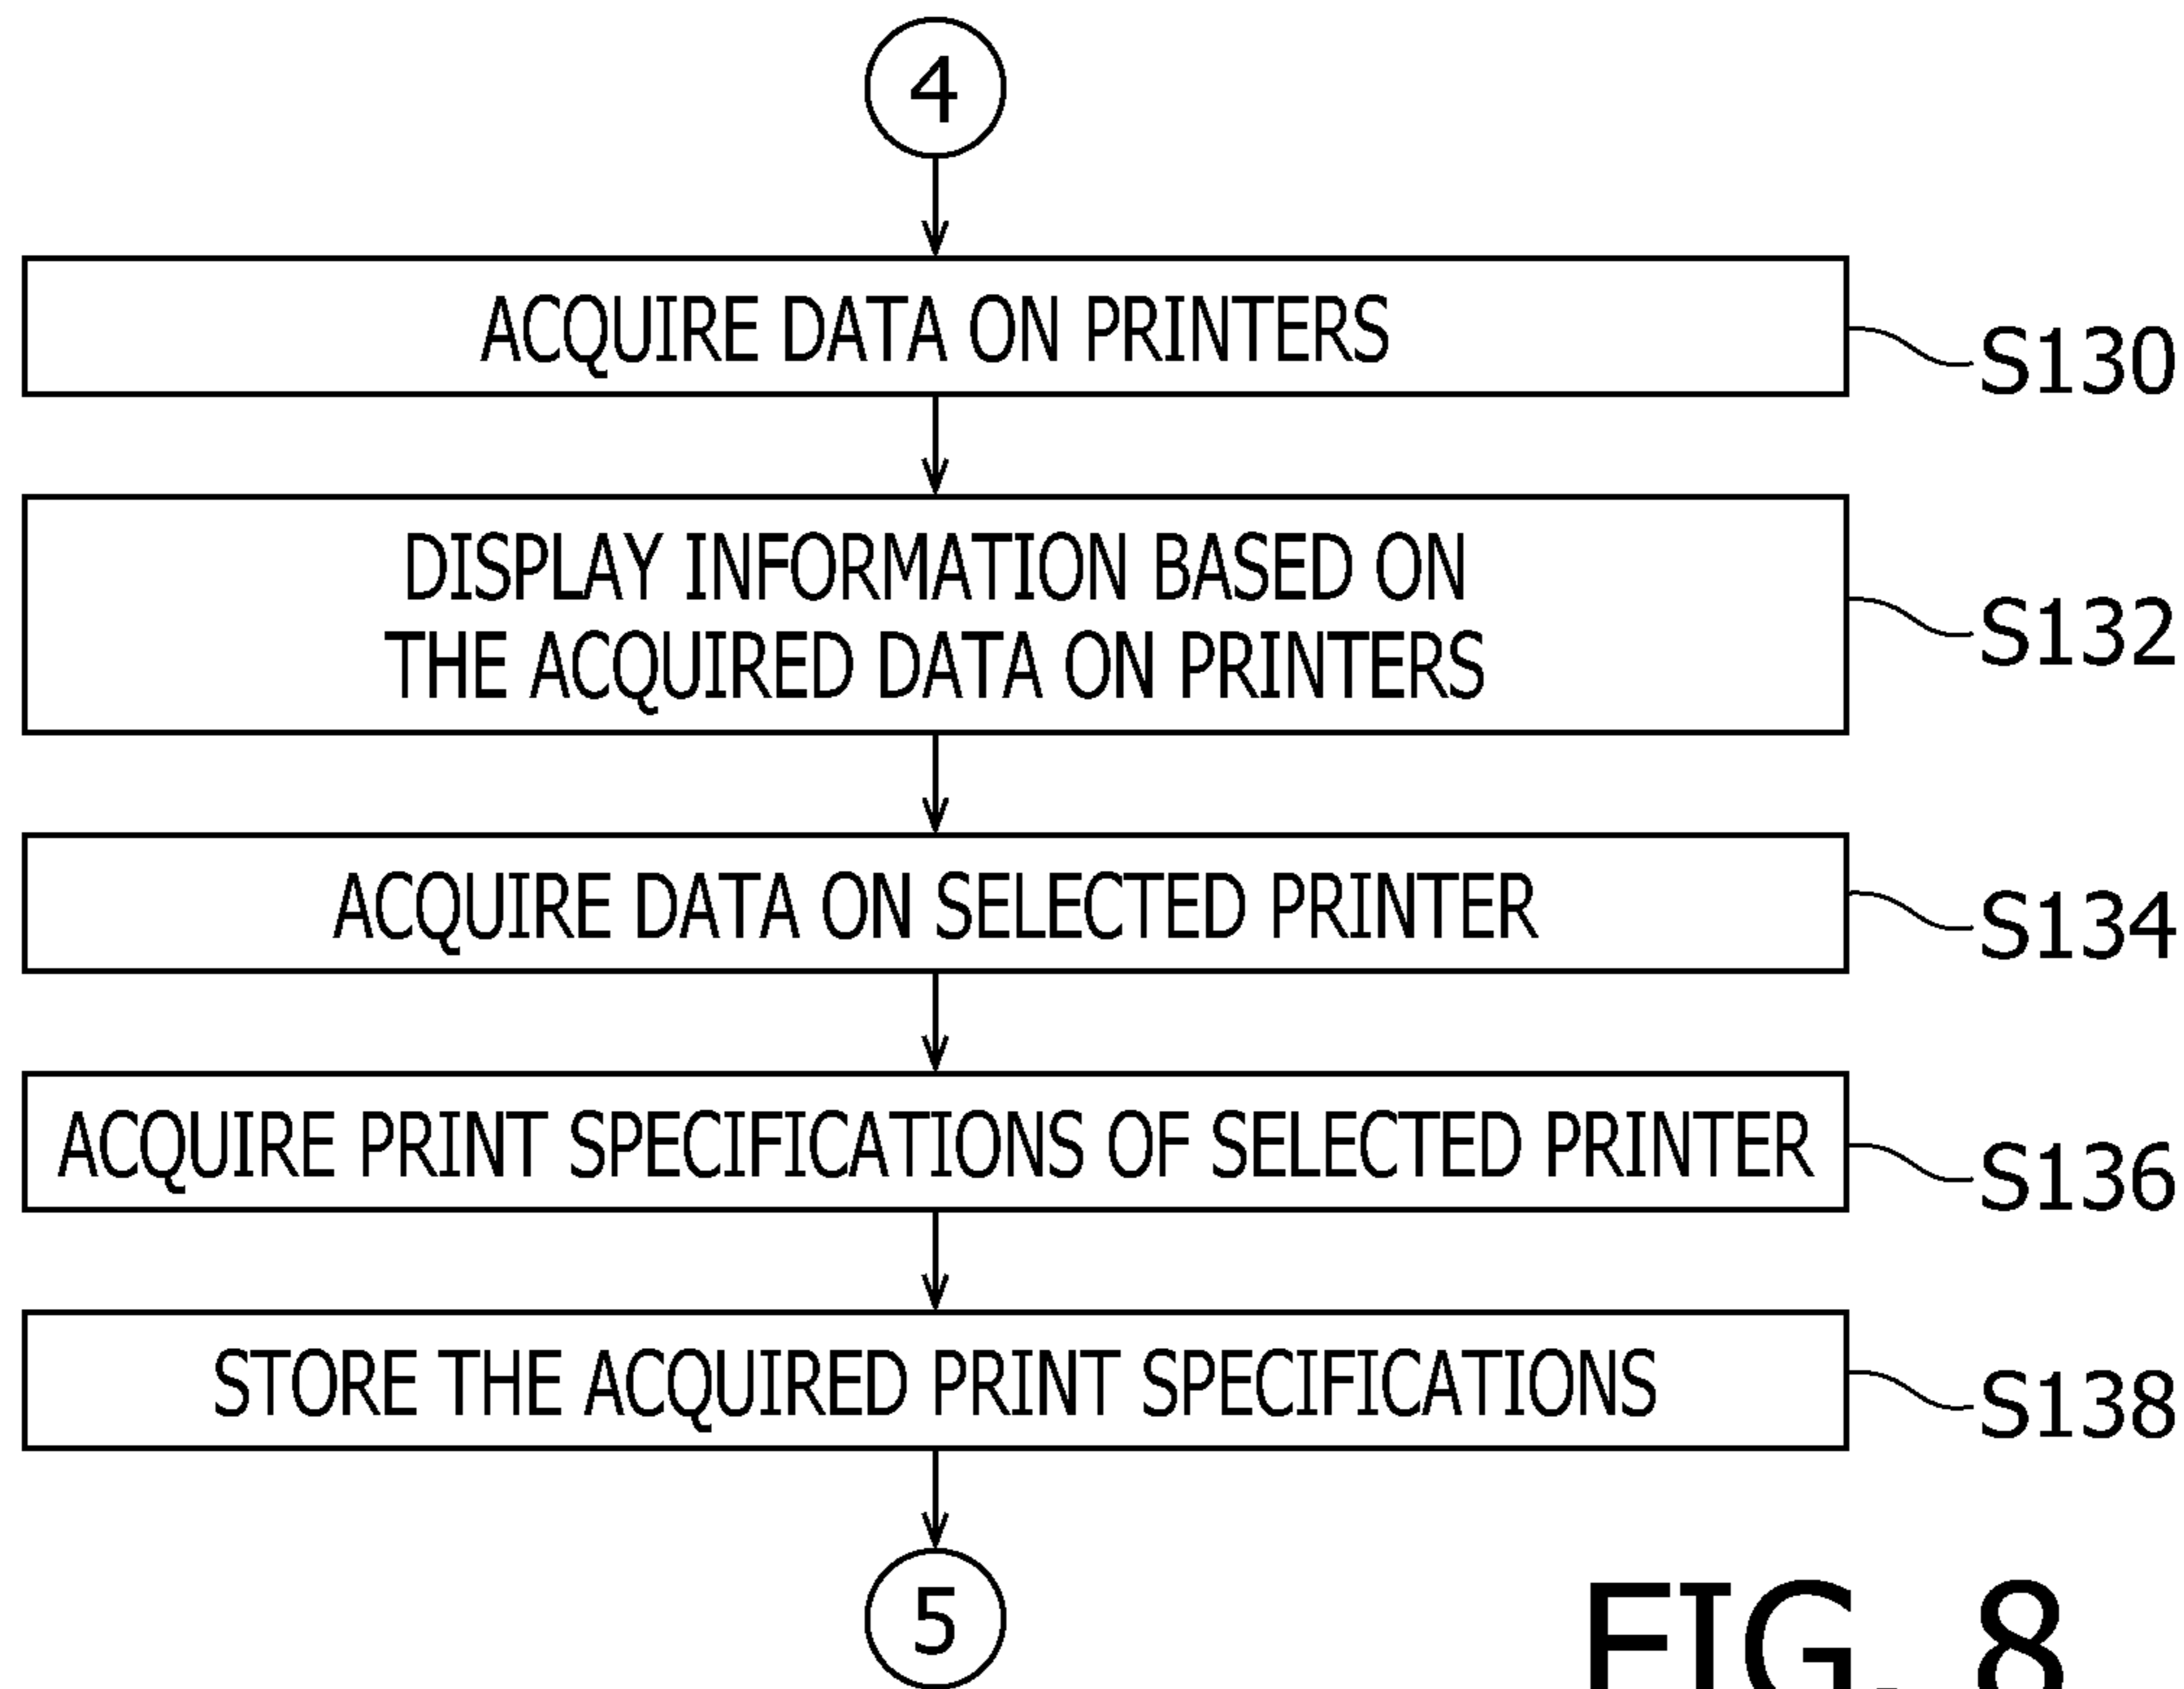 4
ACQUIRE DATA ON PRINTERS
S130
DISPLAY INFORMATION BASED ON
THE ACQUIRED DATA ON PRINTERS
S132
ACQUIRE DATA ON SELECTED PRINTER
S134
ACQUIRE PRINT SPECIFICATIONS OF SELECTED PRINTER
S136
STORE THE ACQUIRED PRINT SPECIFICATIONS
S138
5
FIG. 8